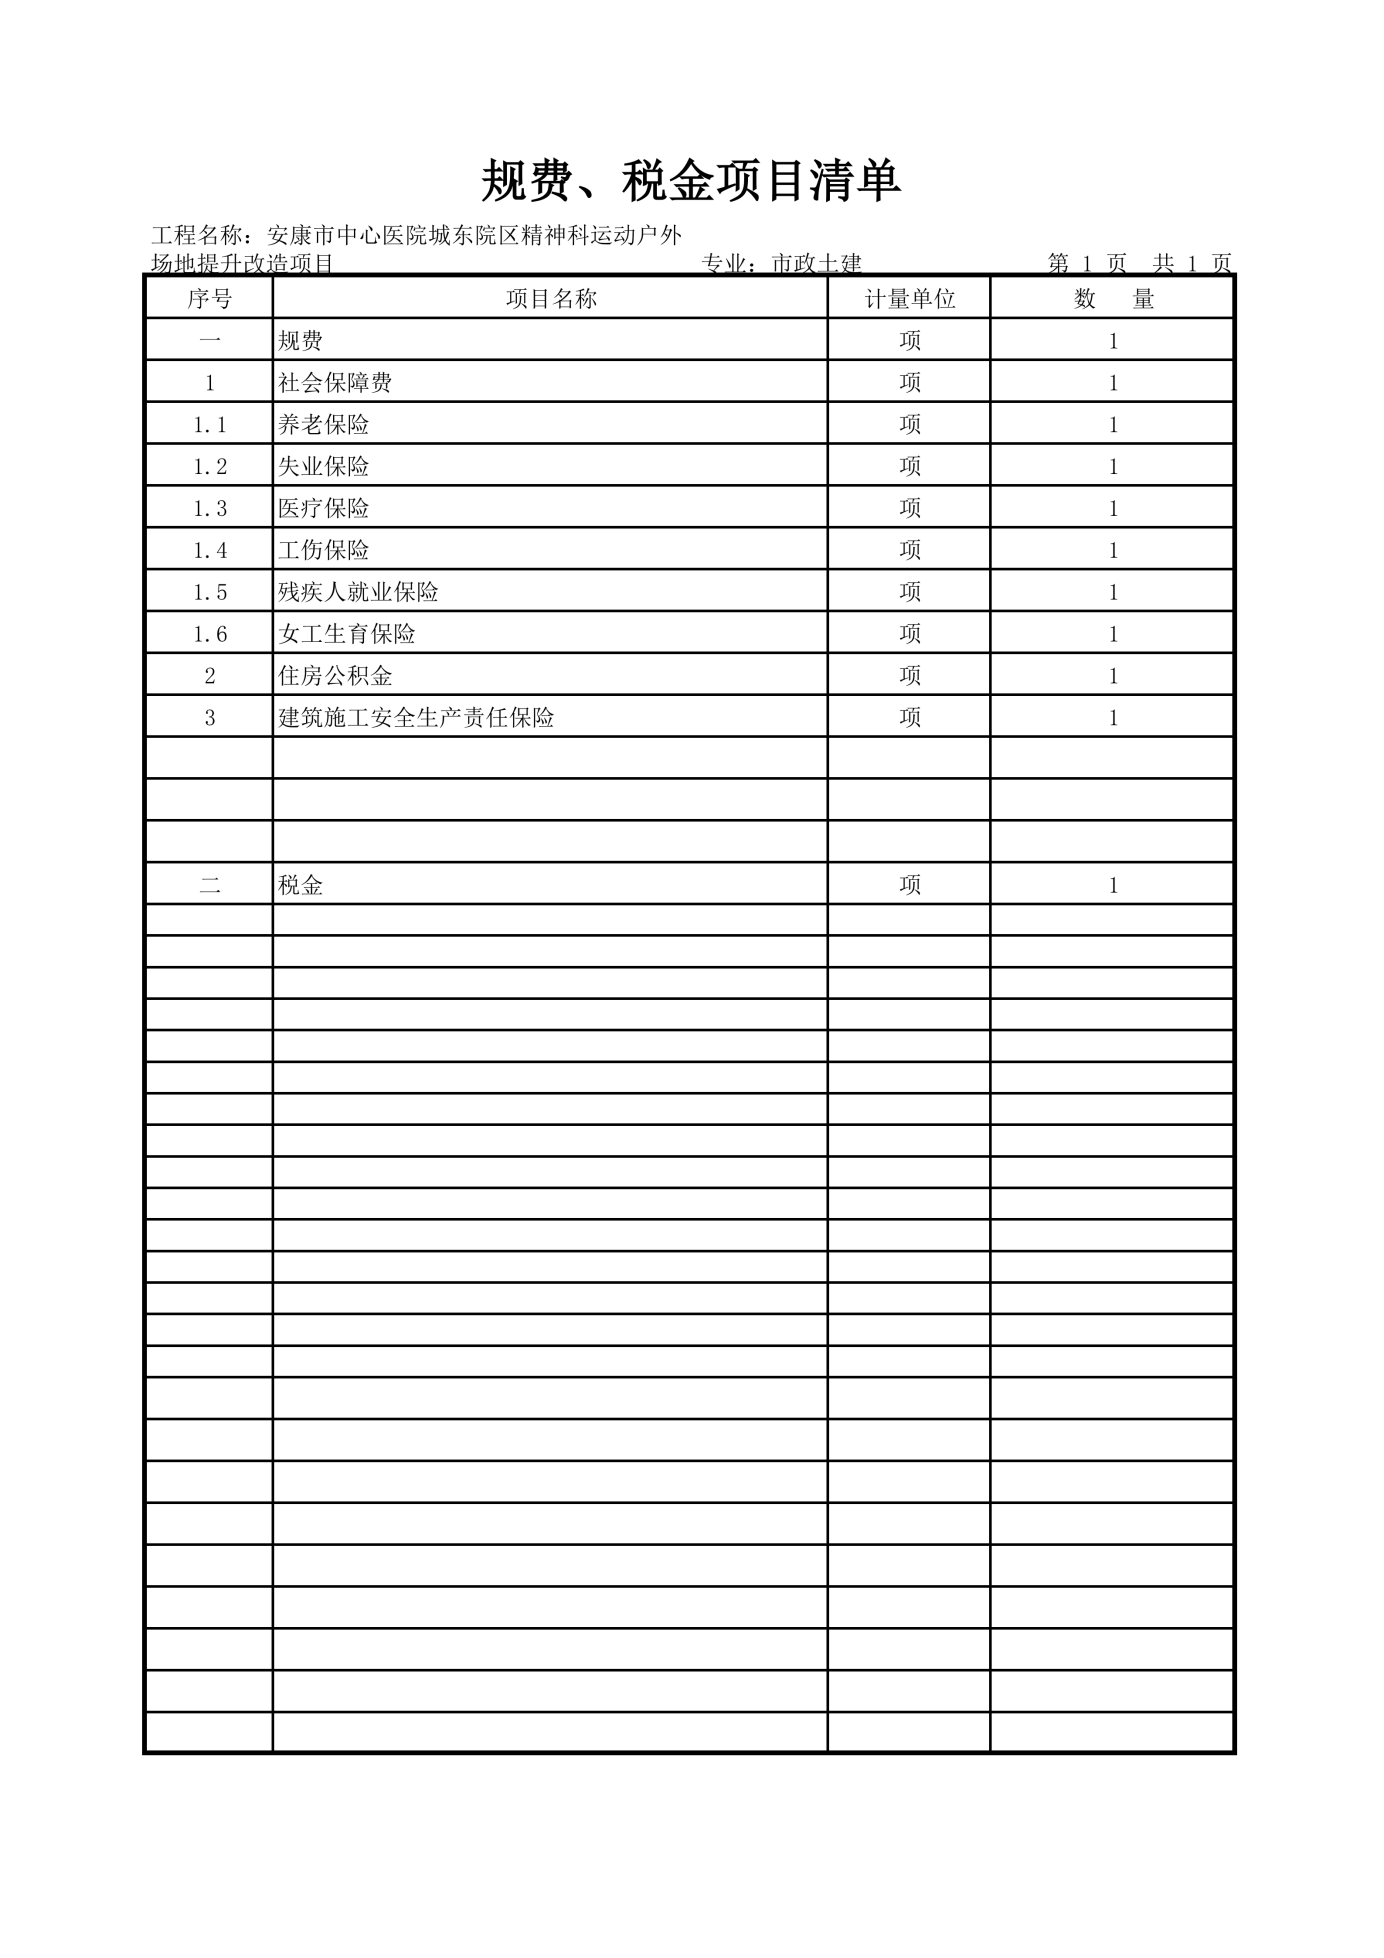 规费、税金项目清单
工程名称：安康市中心医院城东院区精神科运动户外
场地提升改造项目 专业：市政土建 第 1 页 共 1 页
序号 项目名称 计量单位 数 量
一 规费 项 1
1 社会保障费 项 1
1.1 养老保险 项 1
1.2 失业保险 项 1
1.3 医疗保险 项 1
1.4 工伤保险 项 1
1.5 残疾人就业保险 项 1
1.6 女工生育保险 项 1
2 住房公积金 项 1
3 建筑施工安全生产责任保险 项 1
二 税金 项 1